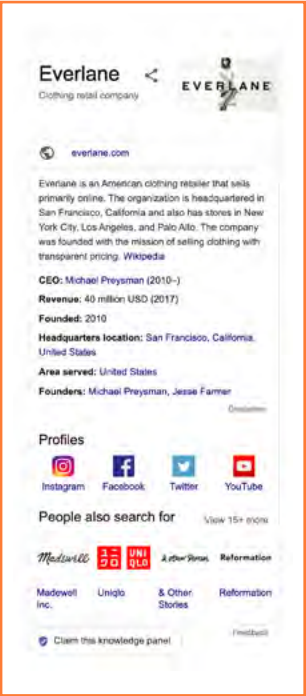 Everlane
Clothing retail company
EVERLANE
everlane.com
Everlane is an American clothing retailer that sells
primarily online. The organization is headquartered in
San Francisco, California and also has stores in New
York City, Los Angeles, and Palo Alto. The company
was founded with the mission of selling clothing with
transparent pricing. Wikipedia
CEO: Michael Preysman (2010–)
Revenue: 40 million USD (2017)
Founded: 2010
Headquarters location: San Francisco, California,
United States
Area served: United States
Founders: Michael Preysman, Jesse Farmer
Disclaimer
Profiles
Instagram Facebook Twitter YouTube
People also search for View 15+ more
Madewell ユニクロ UNIQLO & Other Stories Reformation
Madewell Inc. Uniqlo & Other Stories Reformation
Feedback
Claim this knowledge panel